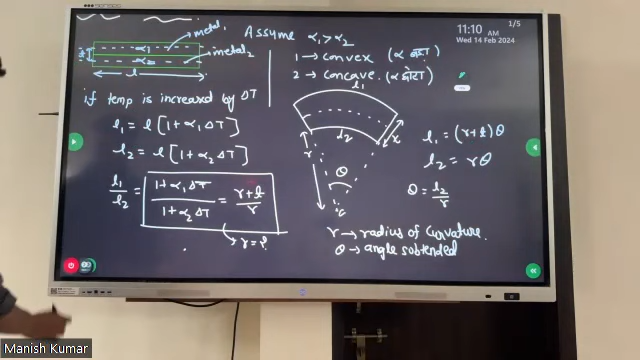 metal₁
α₁
α₂
metal₂
l
Assume α₁ > α₂
1 → convex (α बड़ा)
2 → concave (α छोटा)
if temp is increased by ΔT
l₁ = l [1 + α₁ ΔT]
l₂ = l [1 + α₂ ΔT]
l₁/l₂ = (1 + α₁ ΔT)/(1 + α₂ ΔT) = (r + t)/r
→ r = ?
l₁
l₂
r
θ
c
l₁ = (r + t) θ
l₂ = r θ
θ = l₂/r
r → radius of curvature.
θ → angle subtended
11:10 AM
Wed 14 Feb 2024
1/5
Manish Kumar